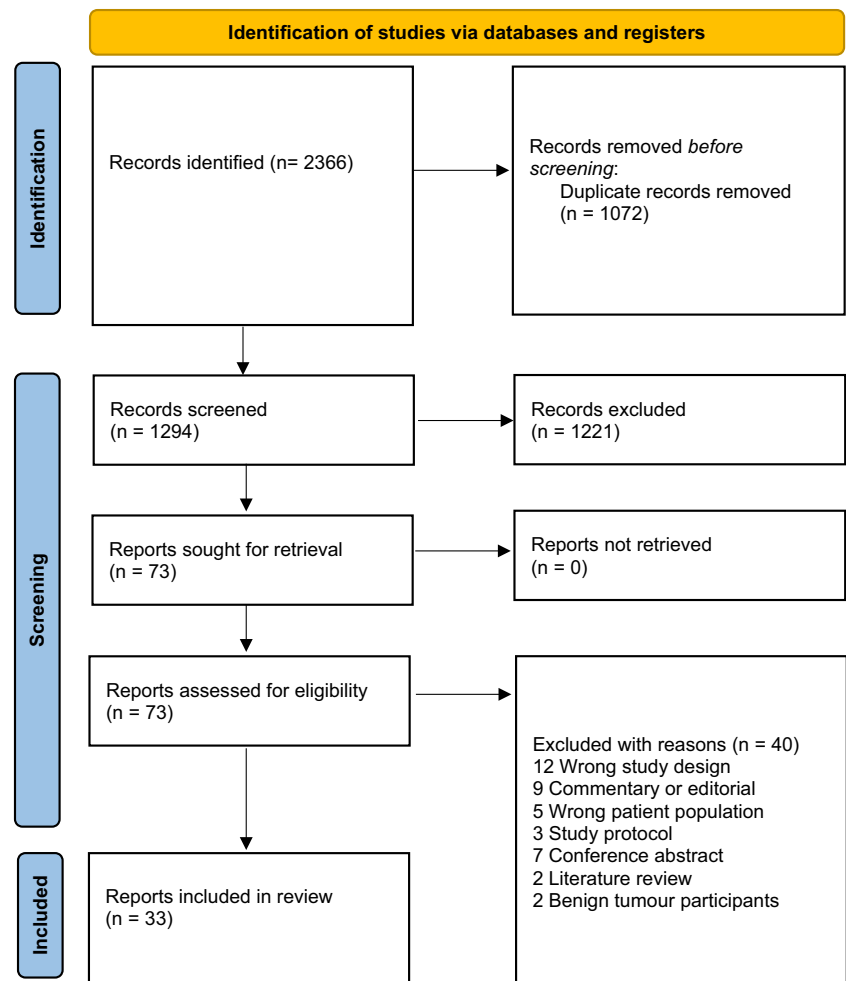 Identification of studies via databases and registers
Identification
Records identified (n= 2366)
Records removed before
screening:
Duplicate records removed
(n = 1072)
Screening
Records screened
(n = 1294)
Records excluded
(n = 1221)
Reports sought for retrieval
(n = 73)
Reports not retrieved
(n = 0)
Reports assessed for eligibility
(n = 73)
Excluded with reasons (n = 40)
12 Wrong study design
9 Commentary or editorial
5 Wrong patient population
3 Study protocol
7 Conference abstract
2 Literature review
2 Benign tumour participants
Included
Reports included in review
(n = 33)